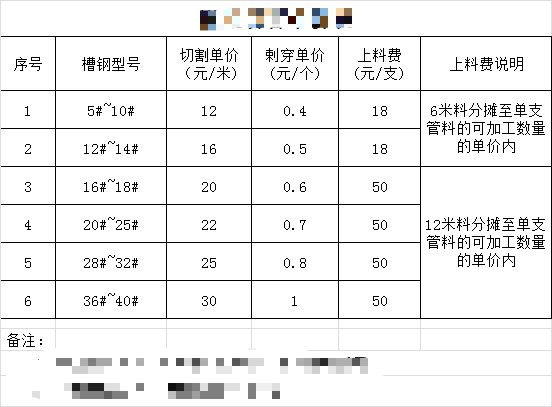 序号 槽钢型号 切割单价 (元/米) 刺穿单价 (元/个) 上料费 (元/支) 上料费说明
1 5#~10# 12 0.4 18 6米料分摊至单支
管料的可加工数量
的单价内
2 12#~14# 16 0.5 18
3 16#~18# 20 0.6 50 12米料分摊至单支
管料的可加工数量
的单价内
4 20#~25# 22 0.7 50
5 28#~32# 25 0.8 50
6 36#~40# 30 1 50
备注：